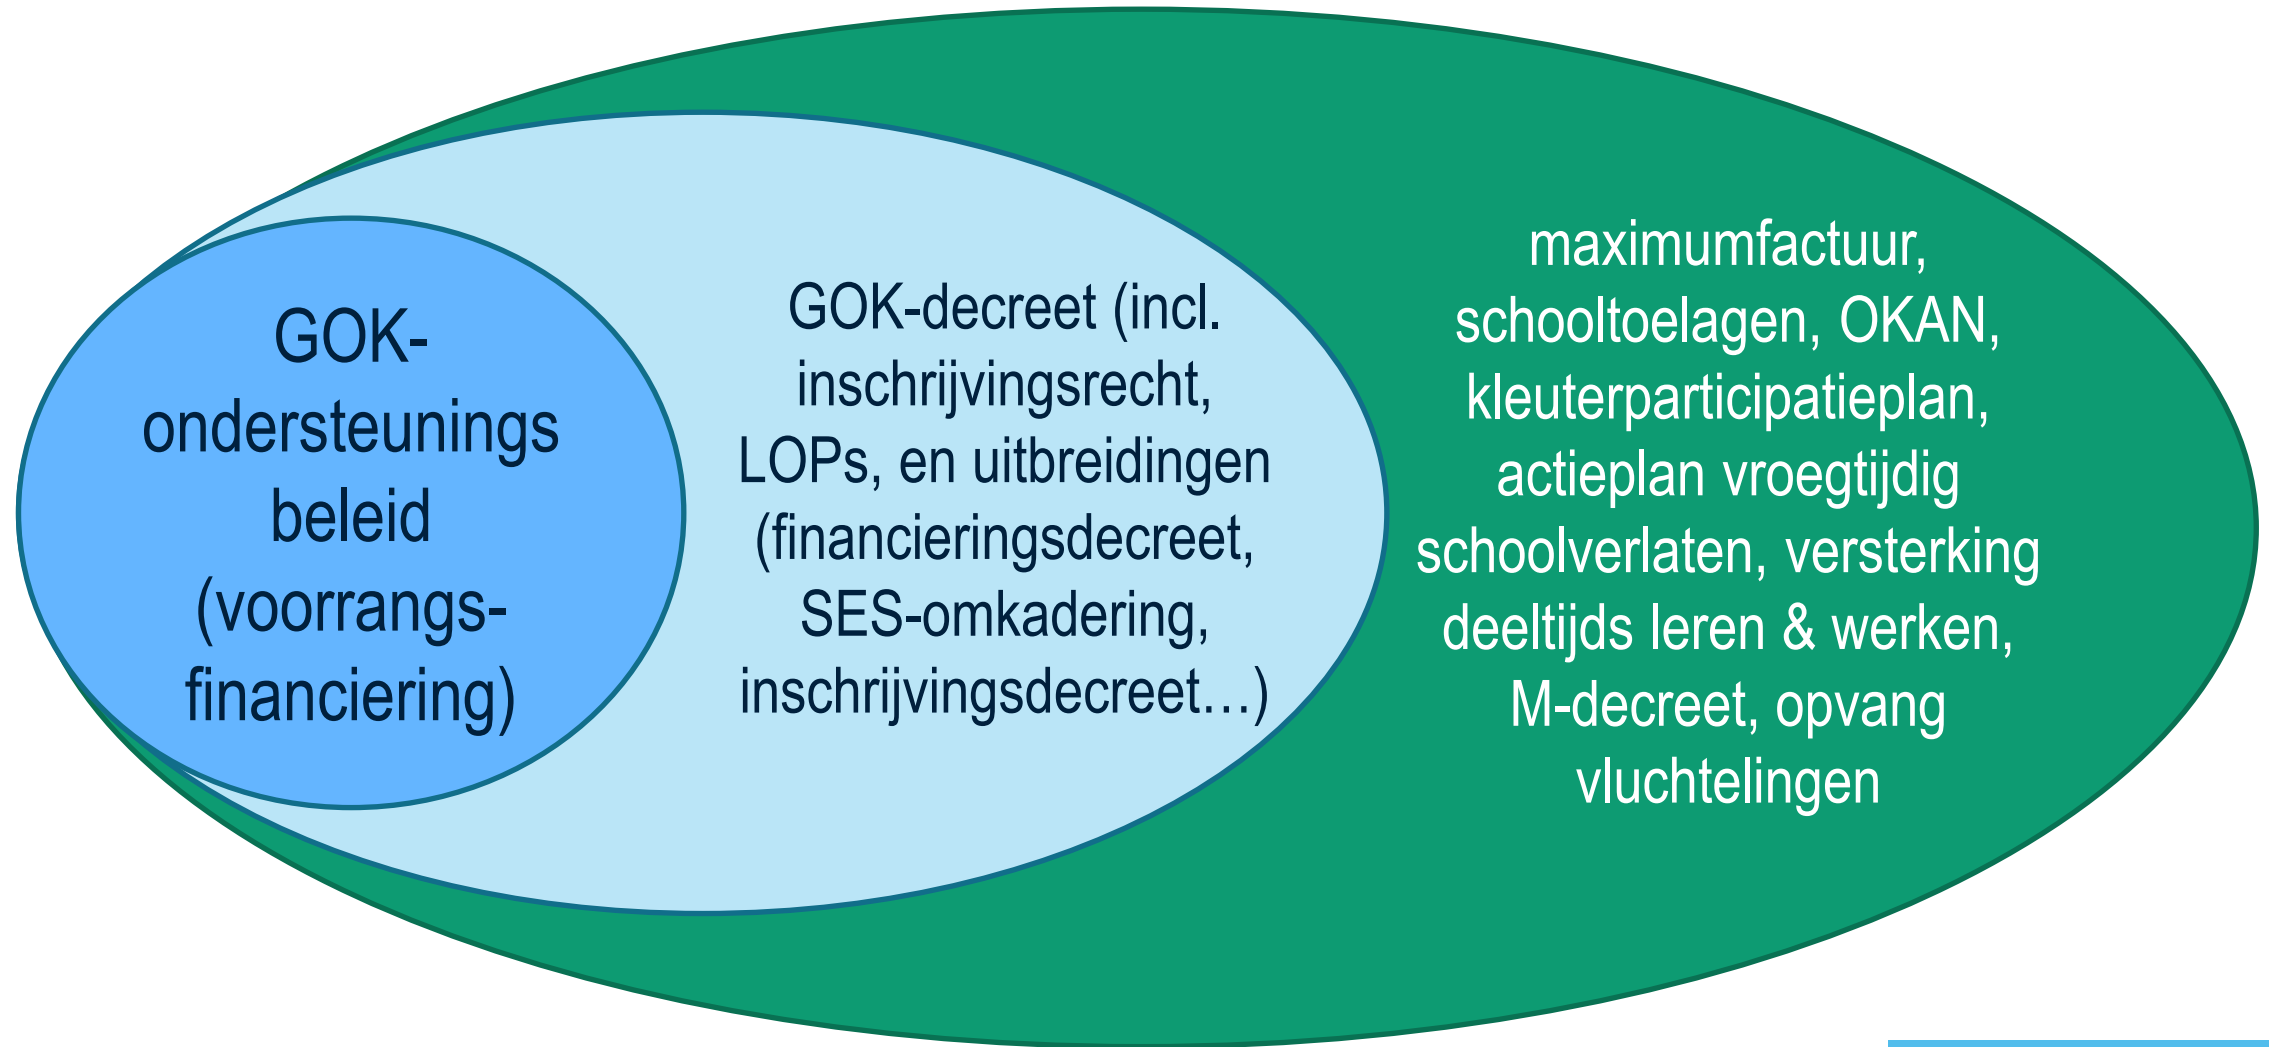 GOK-
ondersteunings
beleid
(voorrangs-
financiering)
GOK-decreet (incl.
inschrijvingsrecht,
LOPs, en uitbreidingen
(financieringsdecreet,
SES-omkadering,
inschrijvingsdecreet…)
maximumfactuur,
schooltoelagen, OKAN,
kleuterparticipatieplan,
actieplan vroegtijdig
schoolverlaten, versterking
deeltijds leren & werken,
M-decreet, opvang
vluchtelingen